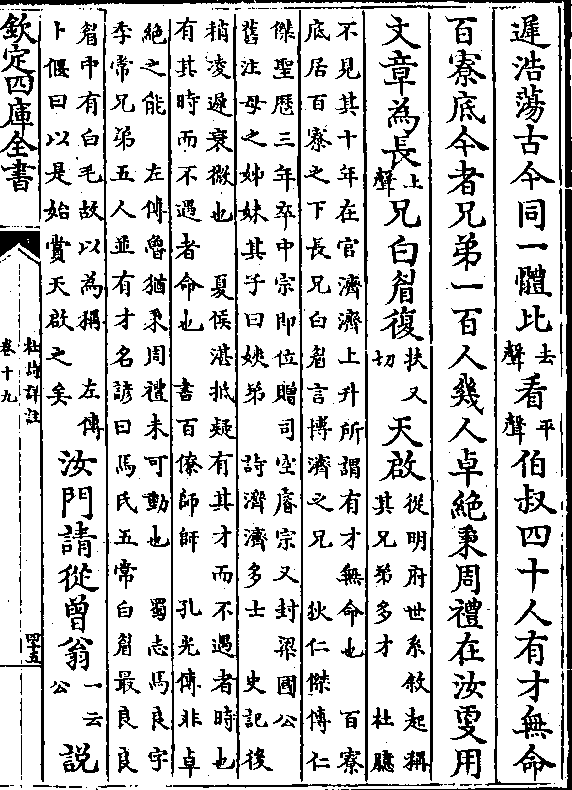 遲浩蕩古今同一體比去聲看平聲伯叔四十人有才無命
百寮底今者兄弟一百人幾人卓絶秉周禮在汝更用
文章為長上聲兄白眉復扶又切天啟從明府世系敘起稱其兄弟多才 杜臆
不見其十年在官濟濟上升所謂有才無命也 百寮
底居百寮之下長兄白眉言博濟之兄 狄仁傑傳仁
傑聖厯三年卒中宗即位贈司空睿宗又封梁國公
舊注母之姊妹其子曰姨弟 詩濟濟多士 史記後
稍凌遲衰微也 夏侯湛抵疑有其才而不遇者時也
有其時而不遇者命也 書百僚師師 孔光傳非卓
絶之能 左傳魯猶秉周禮未可動也 蜀志馬良字
季常兄弟五人並有才名諺曰馬氏五常白眉最良良
眉中有白毛故以為稱 左傳
卜偃曰以是始賞天啟之矣
汝門請從曾翁一云公說
欽定四庫全書
杜詩詳註
卷十九
四十五